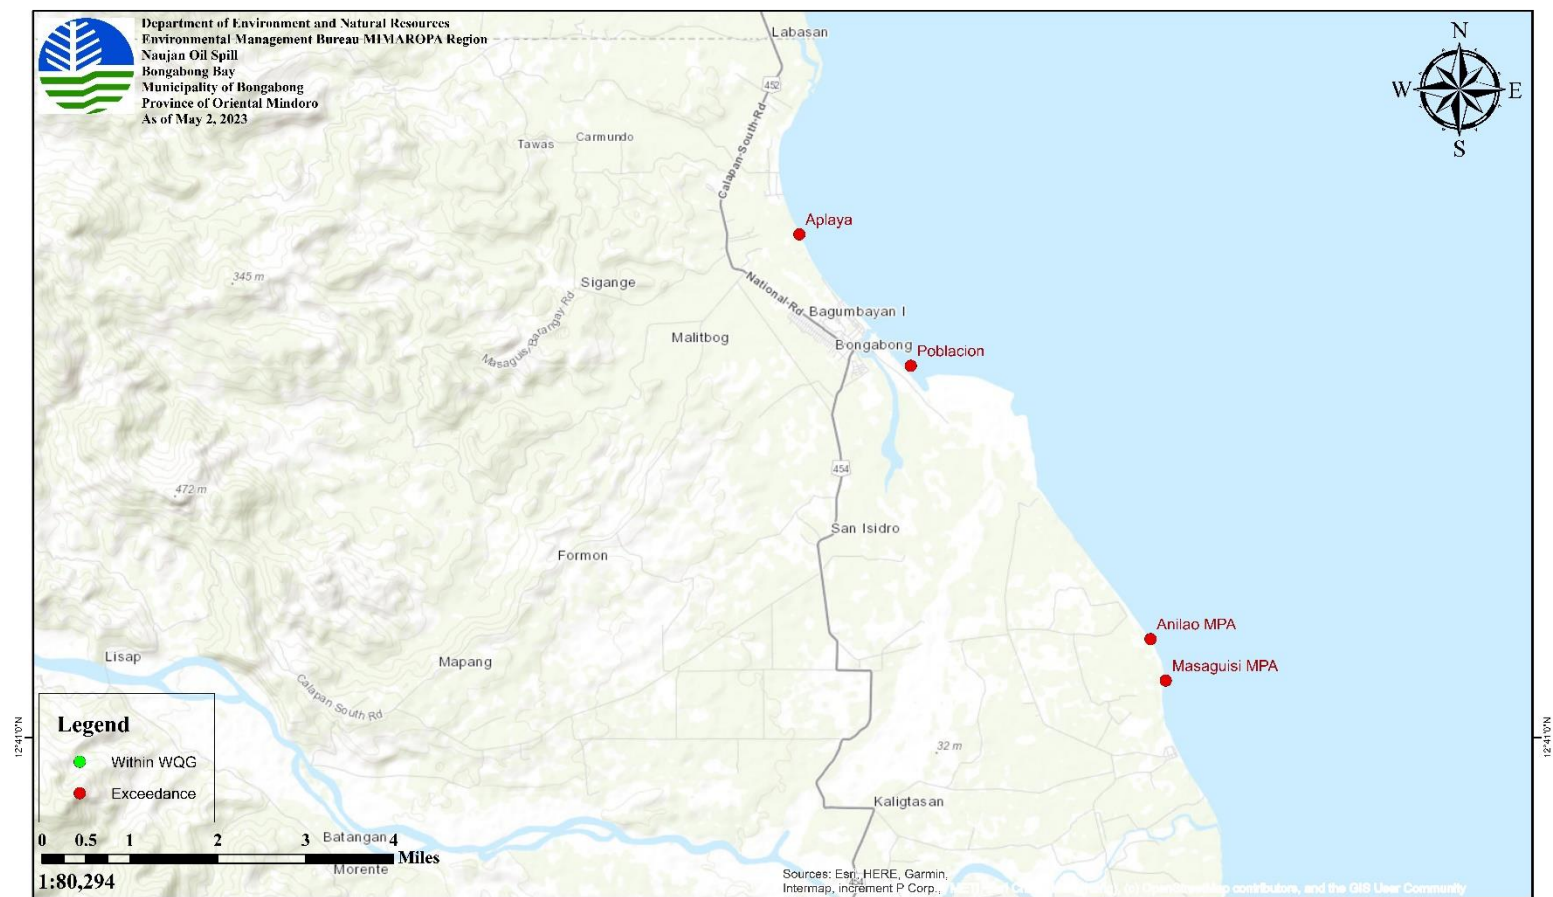 Department of Environment and Natural Resources
Environmental Management Bureau MIMAROPA Region
Naujan Oil Spill
Bongabong Bay
Municipality of Bongabong
Province of Oriental Mindoro
As of May 2, 2023
N
W
E
S
Labasan
452
Calapan-South-Rd
Tawas
Carmundo
Aplaya
345 m
Sigange
National-Rd
Bagumbayan I
Masaguis, Barangay Rd
Malitbog
Bongabong
Poblacion
454
472 m
San Isidro
Formon
Anilao MPA
Lisap
Mapang
Masaguisi MPA
Calapan South Rd
12°41'0"N
12°41'0"N
32 m
Legend
Within WQG
Exceedance
Kaligtasan
0 0.5 1 2 3 4
Miles
Batangan
Morente
1:80,294
454
Sources: Esri, HERE, Garmin,
Intermap, increment P Corp.,
(c) OpenStreetMap contributors, and the GIS User Community